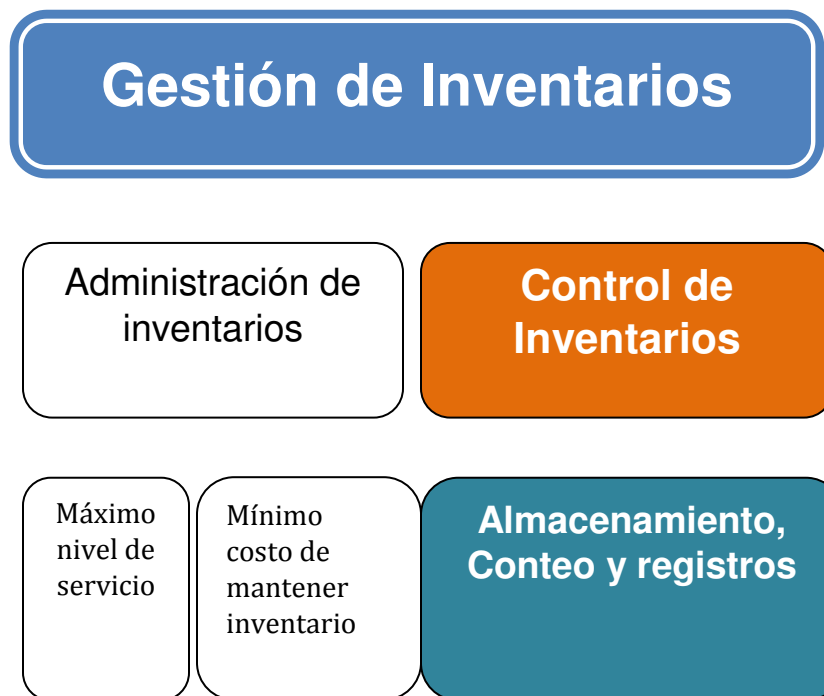 Gestión de Inventarios
Administración de
inventarios
Control de
Inventarios
Máximo
nivel de
servicio
Mínimo
costo de
mantener
inventario
Almacenamiento,
Conteo y registros